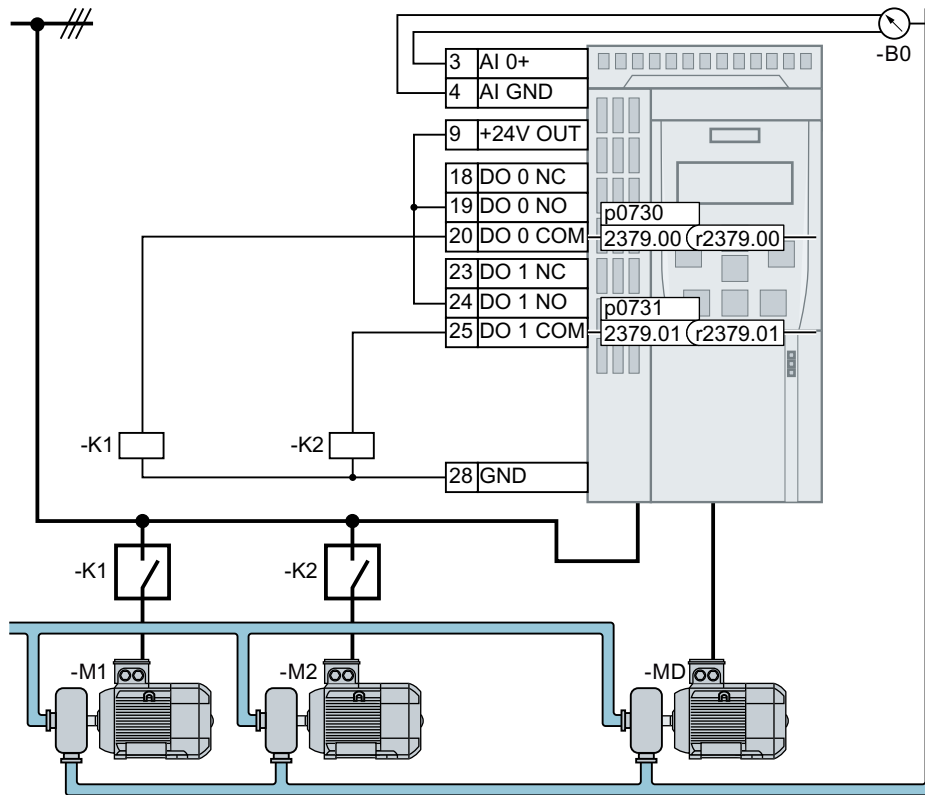 -B0
3 AI 0+
4 AI GND
9 +24V OUT
18 DO 0 NC
19 DO 0 NO
p0730
20 DO 0 COM 2379.00 r2379.00
23 DO 1 NC
24 DO 1 NO
p0731
25 DO 1 COM 2379.01 r2379.01
-K1 -K2
28 GND
-K1 -K2
-M1 -M2 -MD